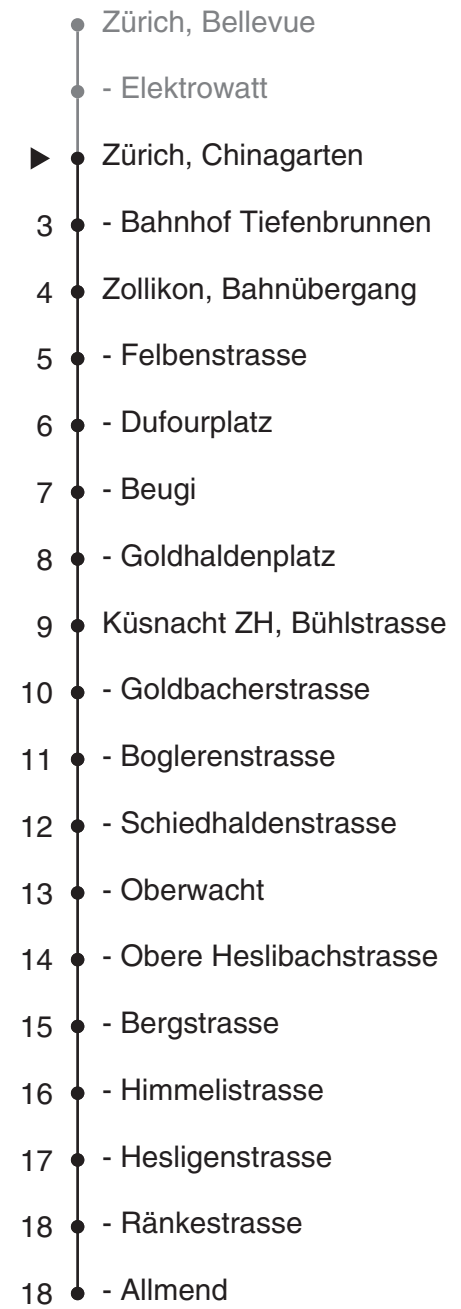 Zürich, Bellevue
- Elektrowatt
Zürich, Chinagarten
3 - Bahnhof Tiefenbrunnen
4 Zollikon, Bahnübergang
5 - Felbenstrasse
6 - Dufourplatz
7 - Beugi
8 - Goldhaldenplatz
9 Küsnacht ZH, Bühlstrasse
10 - Goldbacherstrasse
11 - Boglerenstrasse
12 - Schiedhaldenstrasse
13 - Oberwacht
14 - Obere Heslibachstrasse
15 - Bergstrasse
16 - Himmelistrasse
17 - Hesligenstrasse
18 - Ränkestrasse
18 - Allmend